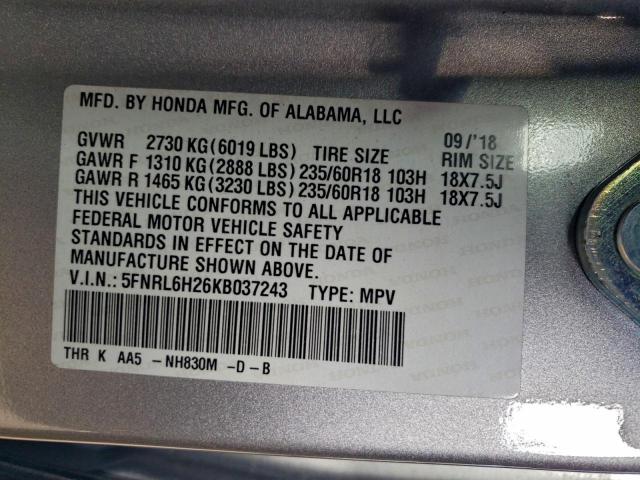 MFD. BY HONDA MFG. OF ALABAMA, LLC
GVWR 2730 KG(6019 LBS) TIRE SIZE 09/'18 RIM SIZE
GAWR F 1310 KG(2888 LBS) 235/60R18 103H 18X7.5J
GAWR R 1465 KG(3230 LBS) 235/60R18 103H 18X7.5J
THIS VEHICLE CONFORMS TO ALL APPLICABLE
FEDERAL MOTOR VEHICLE SAFETY
STANDARDS IN EFFECT ON THE DATE OF
MANUFACTURE SHOWN ABOVE.
V.I.N.: 5FNRL6H26KB037243 TYPE: MPV
THR K AA5 - NH830M -D-B